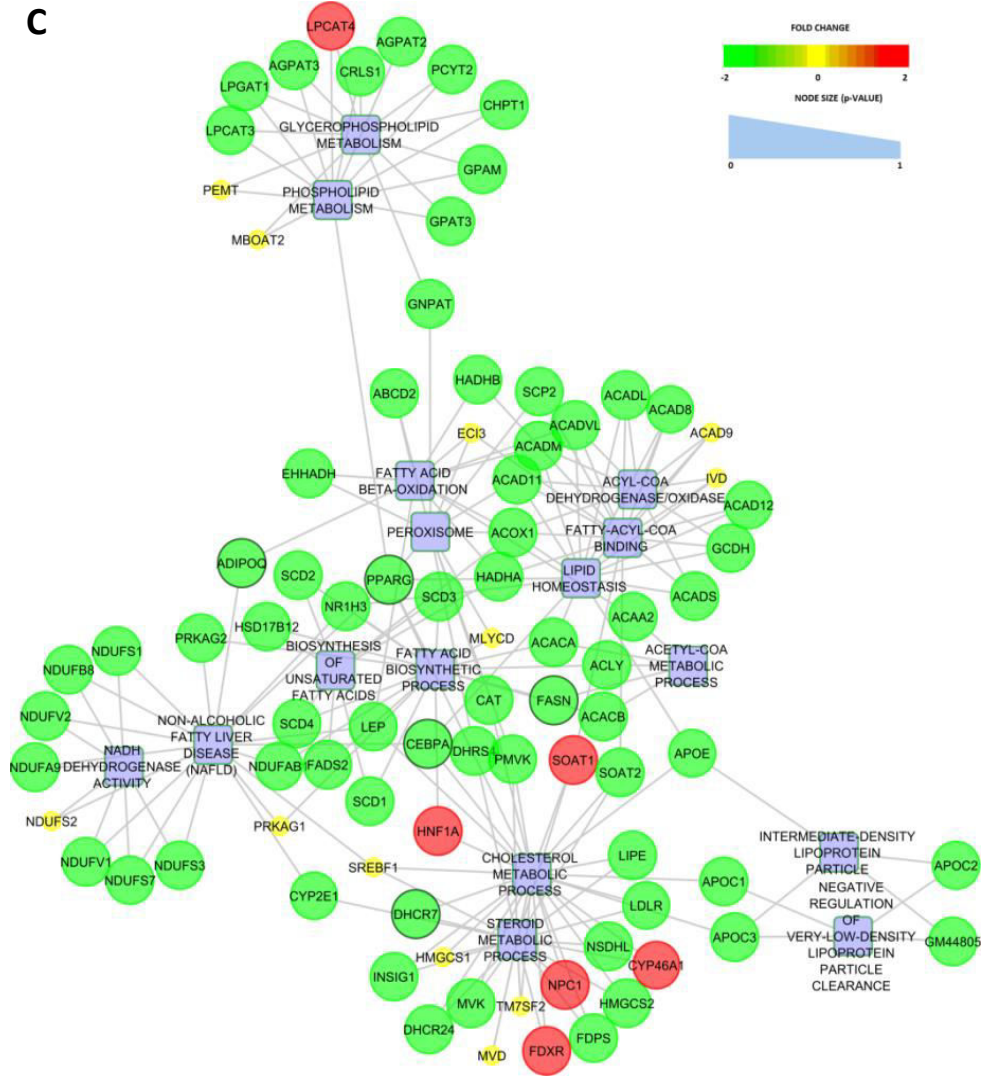 C
LPCAT4
FOLD CHANGE
-2
0
2
NODE SIZE (p-VALUE)
0
1
AGPAT2
AGPAT3
CRLS1
PCYT2
LPGAT1
CHPT1
LPCAT3
GLYCEROPHOSPHOLIPID
METABOLISM
GPAM
PEMT
PHOSPHOLIPID
METABOLISM
GPAT3
MBOAT2
GNPAT
ABCD2
HADHB
SCP2
ACADL
ACAD8
ACADVL
ECI3
ACADM
ACAD9
EHHADH
FATTY ACID
BETA-OXIDATION
ACAD11
ACYL-COA
DEHYDROGENASE/OXIDASE
IVD
ACAD12
PEROXISOME
ACOX1
FATTY-ACYL-COA
BINDING
GCDH
ADIPOQ
SCD2
PPARG
HADHA
LIPID
HOMEOSTASIS
ACADS
NR1H3
SCD3
ACAA2
PRKAG2
HSD17B12
MLYCD
ACACA
NDUFS1
BIOSYNTHESIS
OF
UNSATURATED
FATTY ACIDS
FATTY ACID
BIOSYNTHETIC
PROCESS
ACLY
ACETYL-COA
METABOLIC
PROCESS
NDUFB8
CAT
FASN
NDUFV2
NON-ALCOHOLIC
FATTY LIVER
DISEASE
(NAFLD)
SCD4
LEP
ACACB
CEBPA
DHRS4
PMVK
SOAT1
SOAT2
APOE
NDUFA9
NADH
DEHYDROGENASE
ACTIVITY
NDUFAB1
FADS2
SCD1
NDUFS2
PRKAG1
HNF1A
NDUFV1
NDUFS7
NDUFS3
SREBF1
CHOLESTEROL
METABOLIC
PROCESS
LIPE
INTERMEDIATE-DENSITY
LIPOPROTEIN
PARTICLE
APOC2
APOC1
CYP2E1
DHCR7
LDLR
NEGATIVE
REGULATION
OF
VERY-LOW-DENSITY
LIPOPROTEIN
PARTICLE
CLEARANCE
APOC3
GM44805
STEROID
METABOLIC
PROCESS
NSDHL
HMGCS1
CYP46A1
INSIG1
NPC1
MVK
TM7SF2
HMGCS2
DHCR24
FDPS
MVD
FDXR